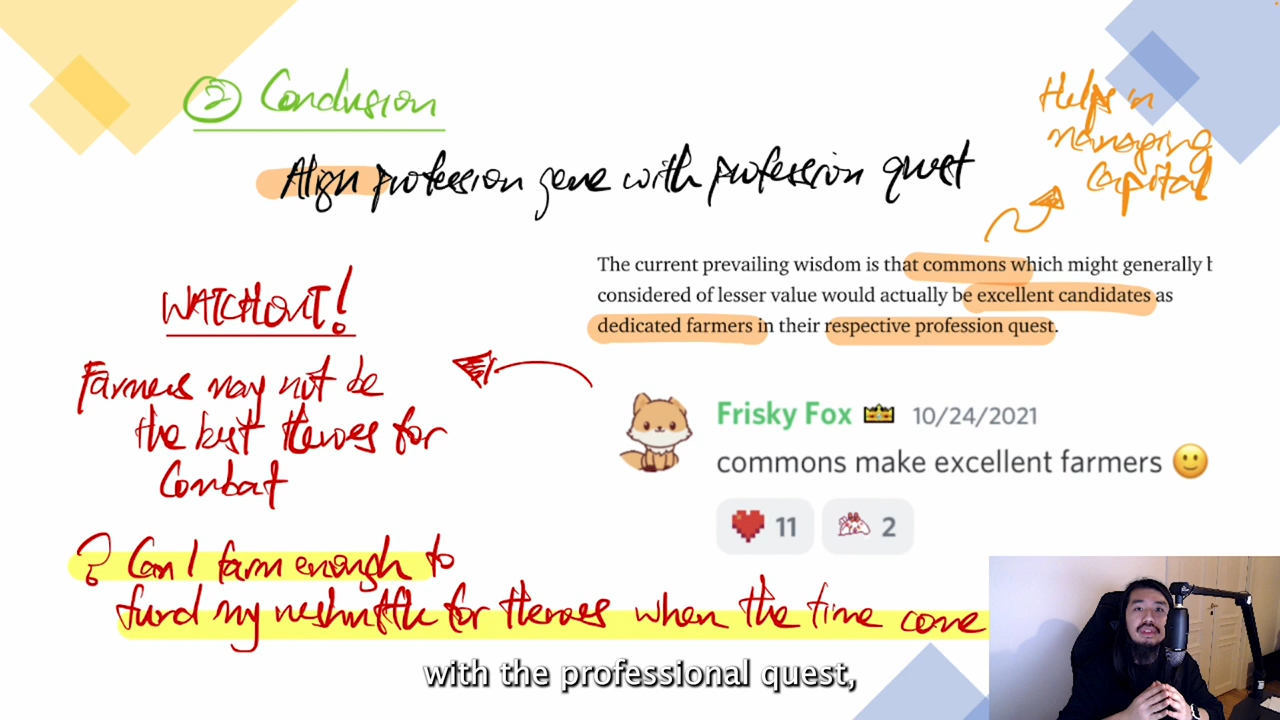 ② Conclusion
Align profession gene with profession quest
Helps in
managing
Capital
The current prevailing wisdom is that commons which might generally b
considered of lesser value would actually be excellent candidates as
dedicated farmers in their respective profession quest.
WATCHOUT!
Farmers may not be
the best Heroes for
Combat
Frisky Fox 10/24/2021
commons make excellent farmers
11 2
? Can I farm enough to
fund my reshuffle for Heroes when the time come
with the professional quest,